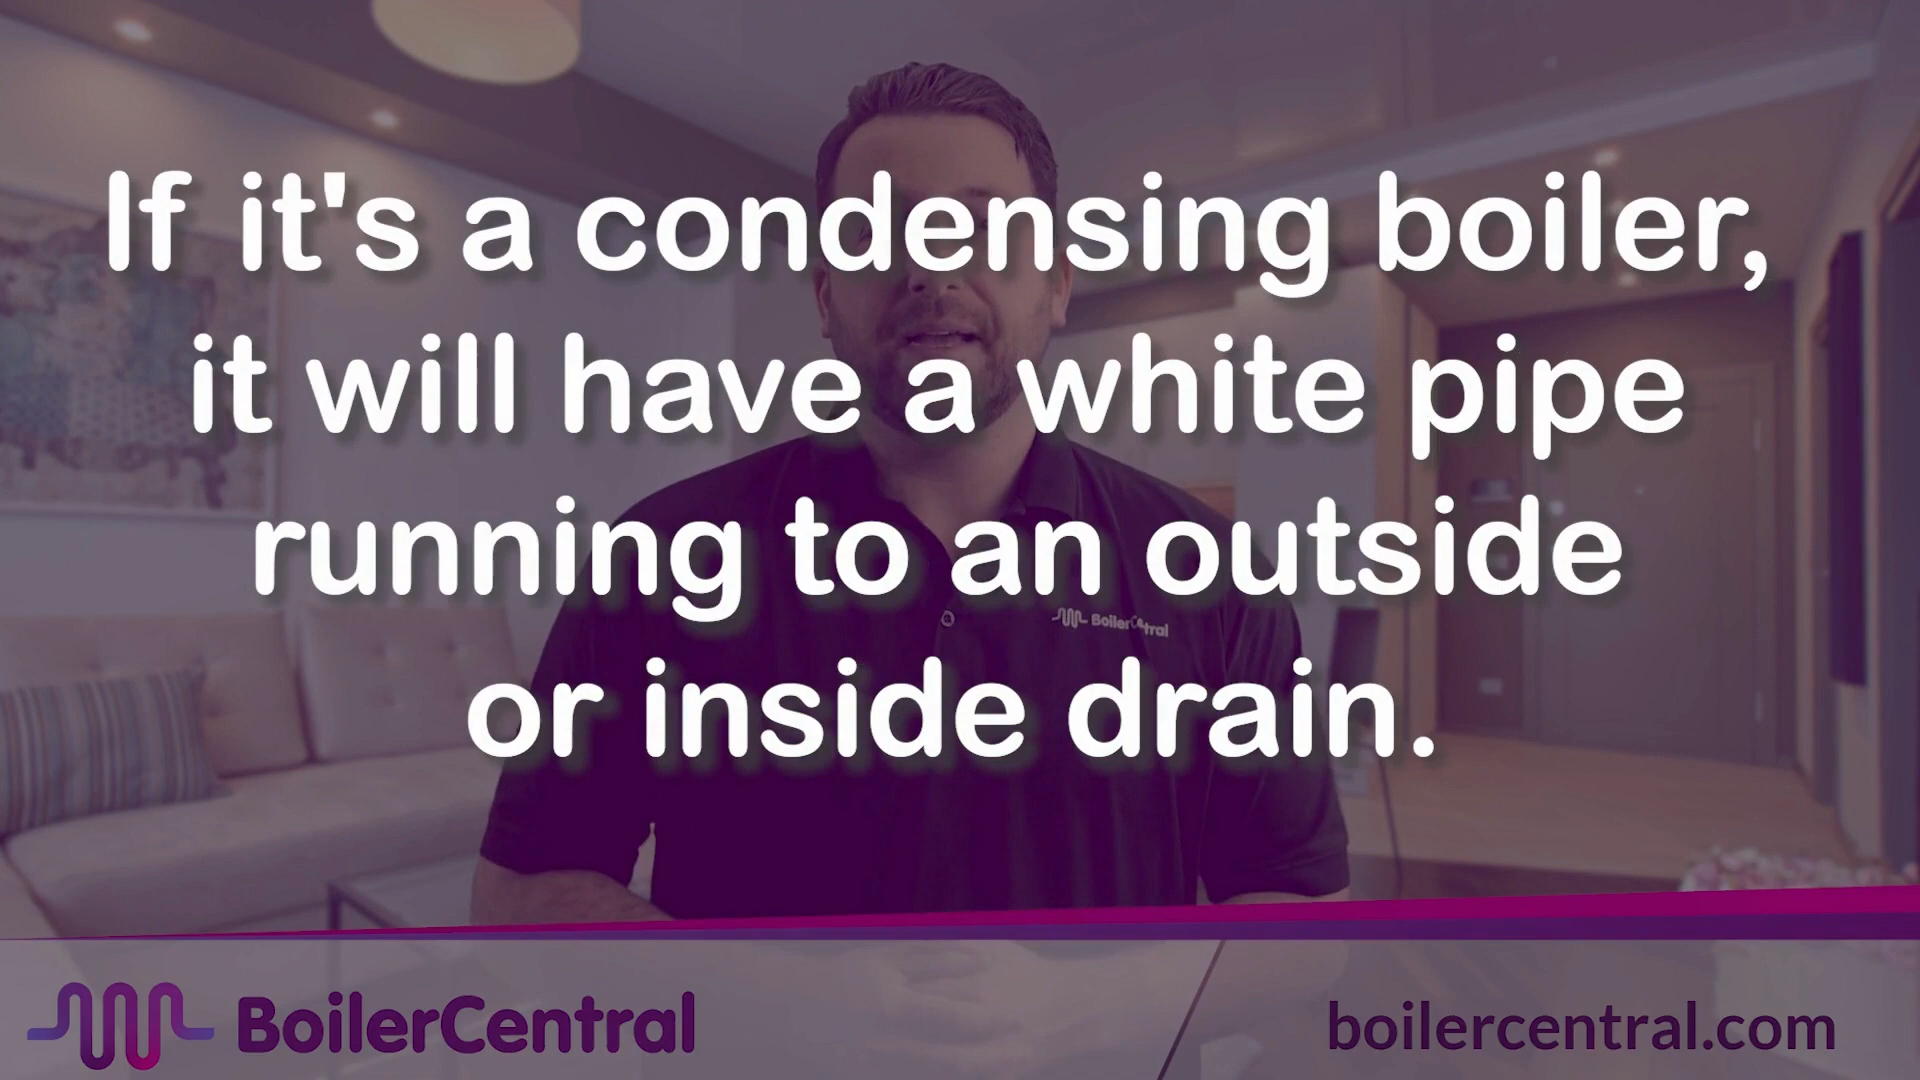 If it's a condensing boiler,
it will have a white pipe
running to an outside
or inside drain.
BoilerCentral
BoilerCentral
boilercentral.com